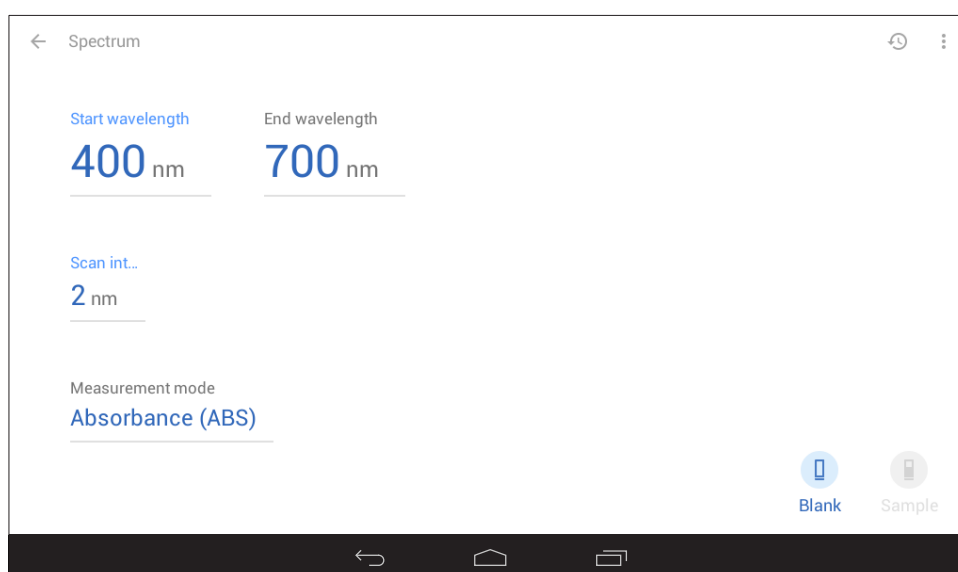 Spectrum
Start wavelength End wavelength
400 nm 700 nm
Scan int...
2 nm
Measurement mode
Absorbance (ABS)
Blank Sample